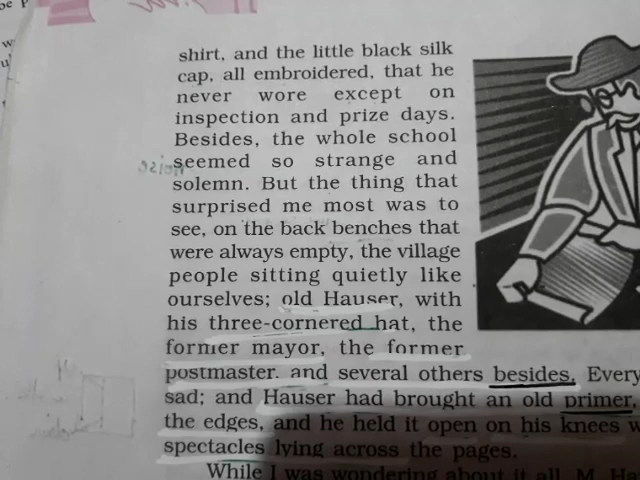 shirt, and the little black silk
cap, all embroidered, that he
never wore except on
inspection and prize days.
Besides, the whole school
seemed so strange and
solemn. But the thing that
surprised me most was to
see, on the back benches that
were always empty, the village
people sitting quietly like
ourselves; old Hauser, with
his three-cornered hat, the
former mayor, the former
postmaster, and several others besides. Every
sad; and Hauser had brought an old primer,
the edges, and he held it open on his knees w
spectacles lying across the pages.
While I was wondering about it all, M. Ha